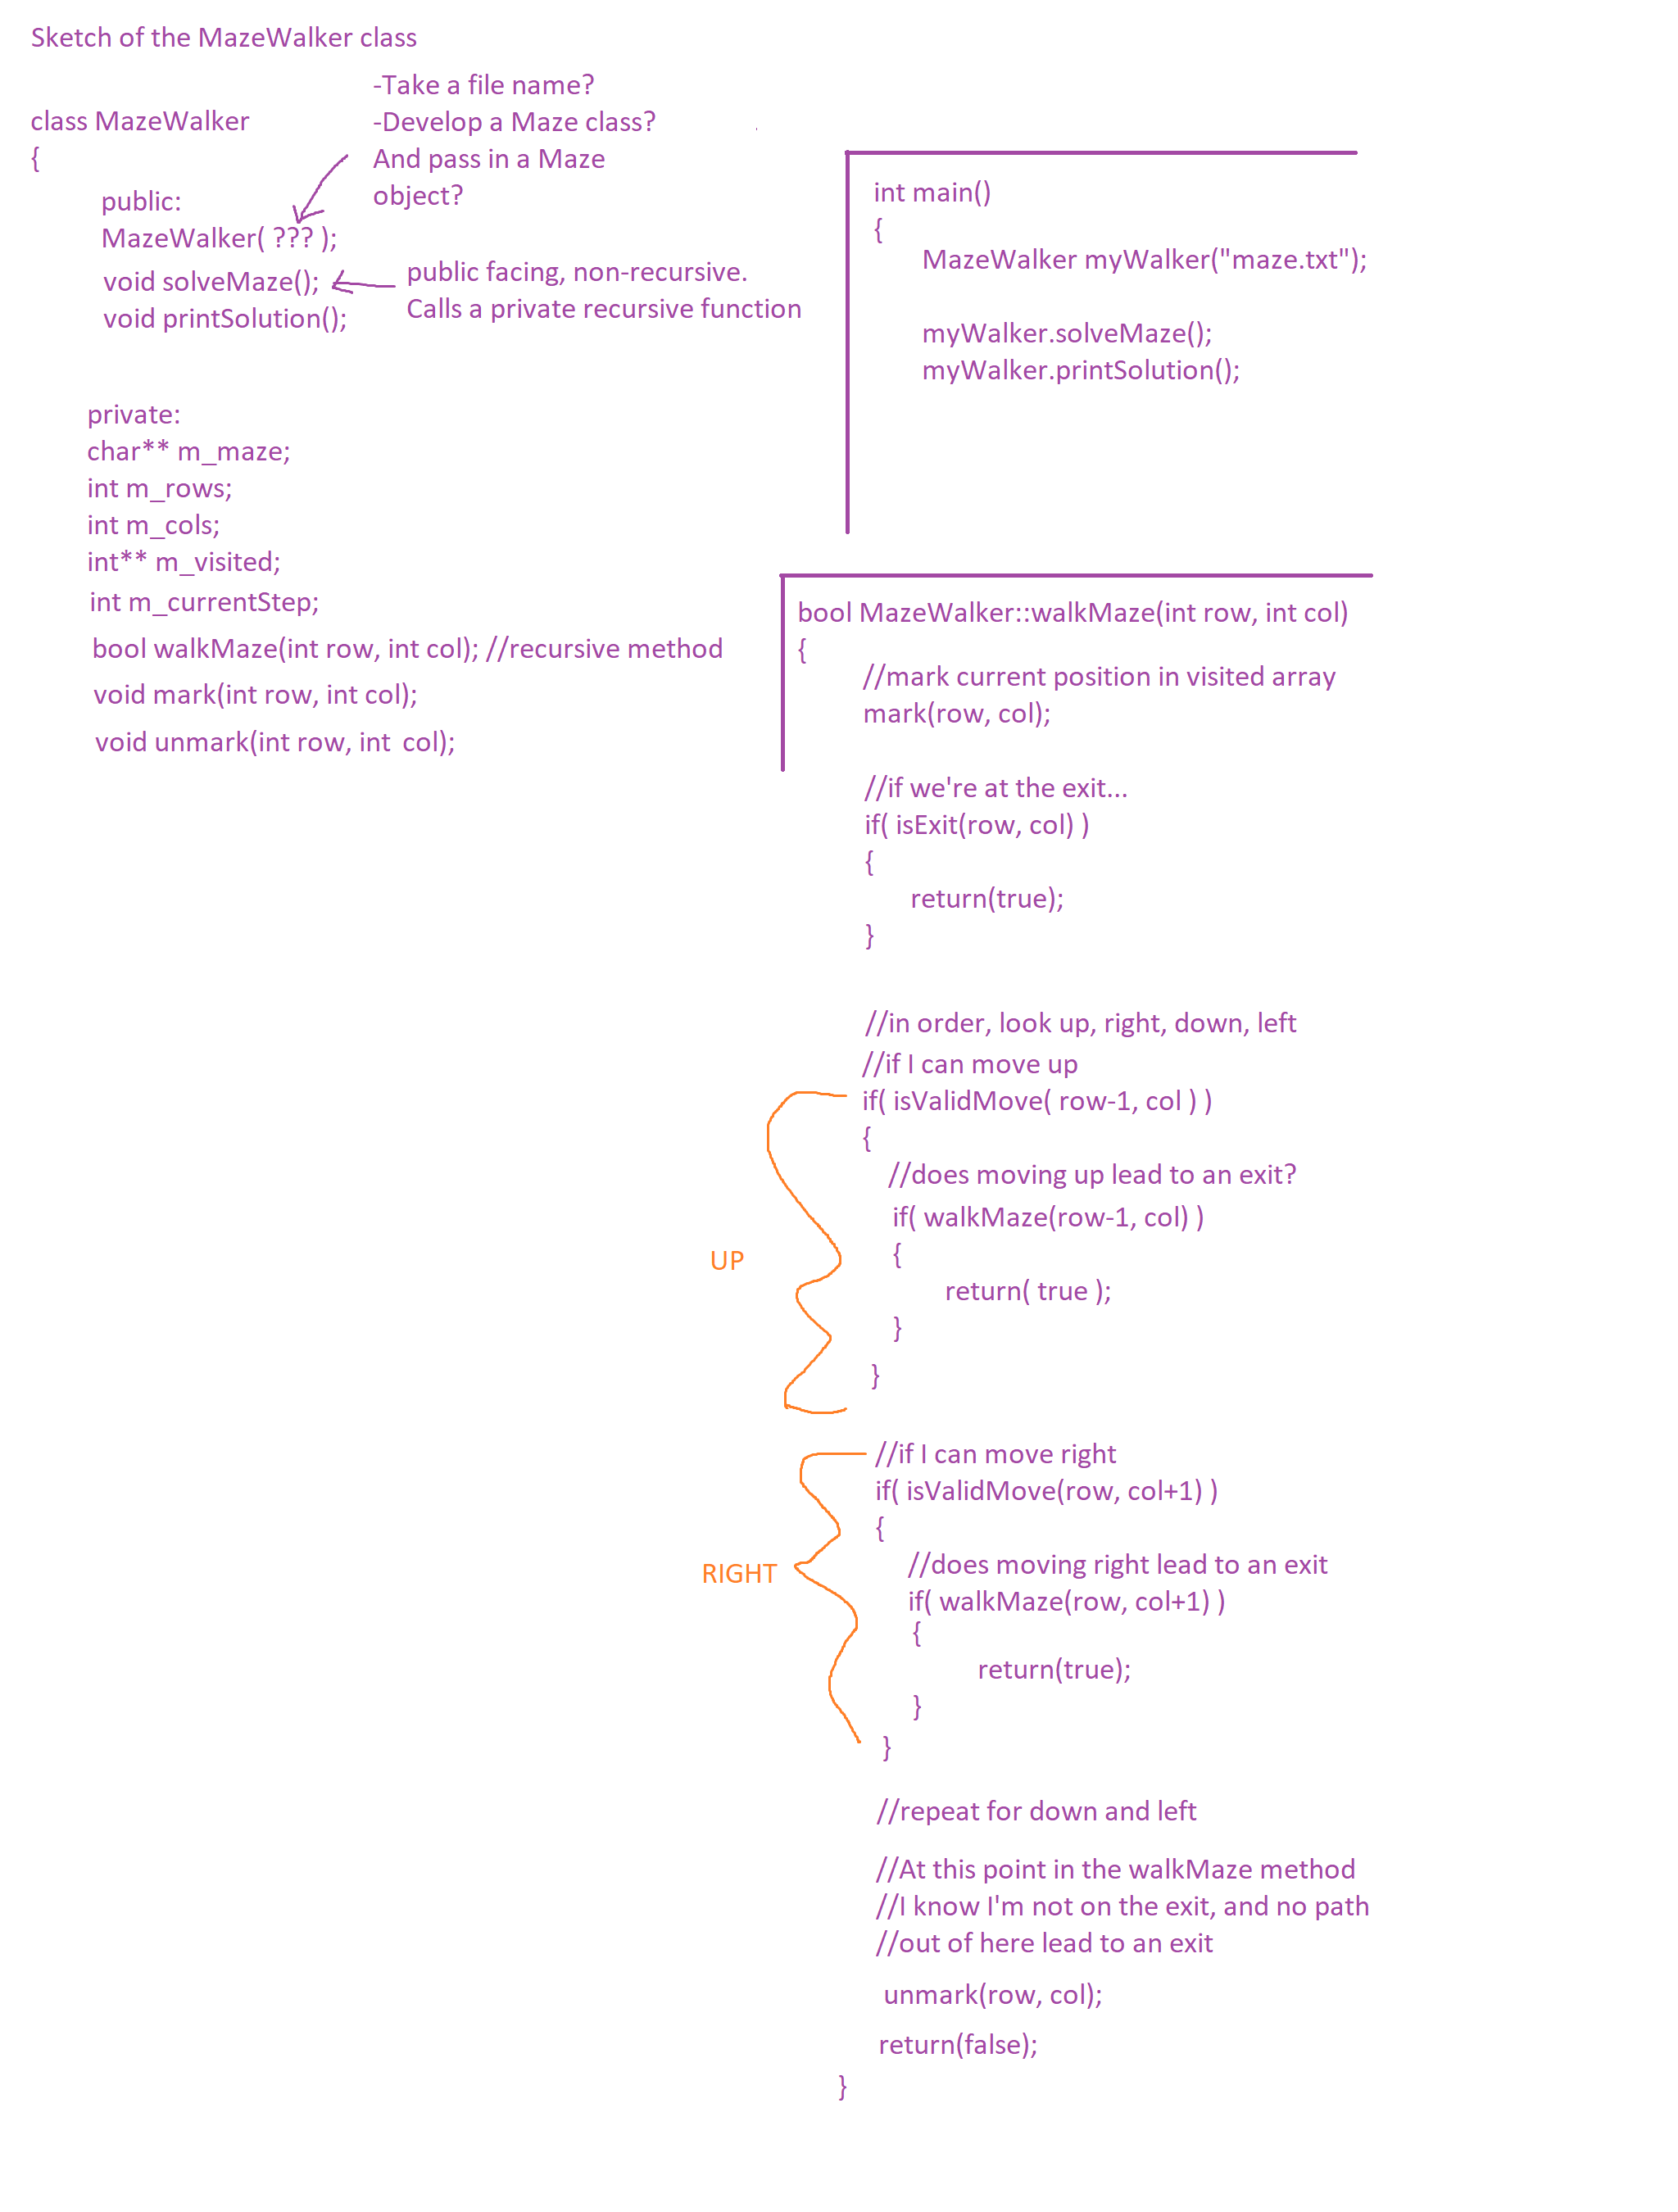 Sketch of the MazeWalker class
-Take a file name?
-Develop a Maze class?
And pass in a Maze
object?
class MazeWalker
{
public:
MazeWalker( ??? );
void solveMaze();
void printSolution();
public facing, non-recursive.
Calls a private recursive function
private:
char** m_maze;
int m_rows;
int m_cols;
int** m_visited;
int m_currentStep;
bool walkMaze(int row, int col); //recursive method
void mark(int row, int col);
void unmark(int row, int col);
int main()
{
MazeWalker myWalker("maze.txt");
myWalker.solveMaze();
myWalker.printSolution();
bool MazeWalker::walkMaze(int row, int col)
{
//mark current position in visited array
mark(row, col);
//if we're at the exit...
if( isExit(row, col) )
{
return(true);
}
//in order, look up, right, down, left
//if I can move up
if( isValidMove( row-1, col ) )
{
//does moving up lead to an exit?
if( walkMaze(row-1, col) )
{
return( true );
}
}
UP
//if I can move right
if( isValidMove(row, col+1) )
{
//does moving right lead to an exit
if( walkMaze(row, col+1) )
{
return(true);
}
}
RIGHT
//repeat for down and left
//At this point in the walkMaze method
//I know I'm not on the exit, and no path
//out of here lead to an exit
unmark(row, col);
return(false);
}